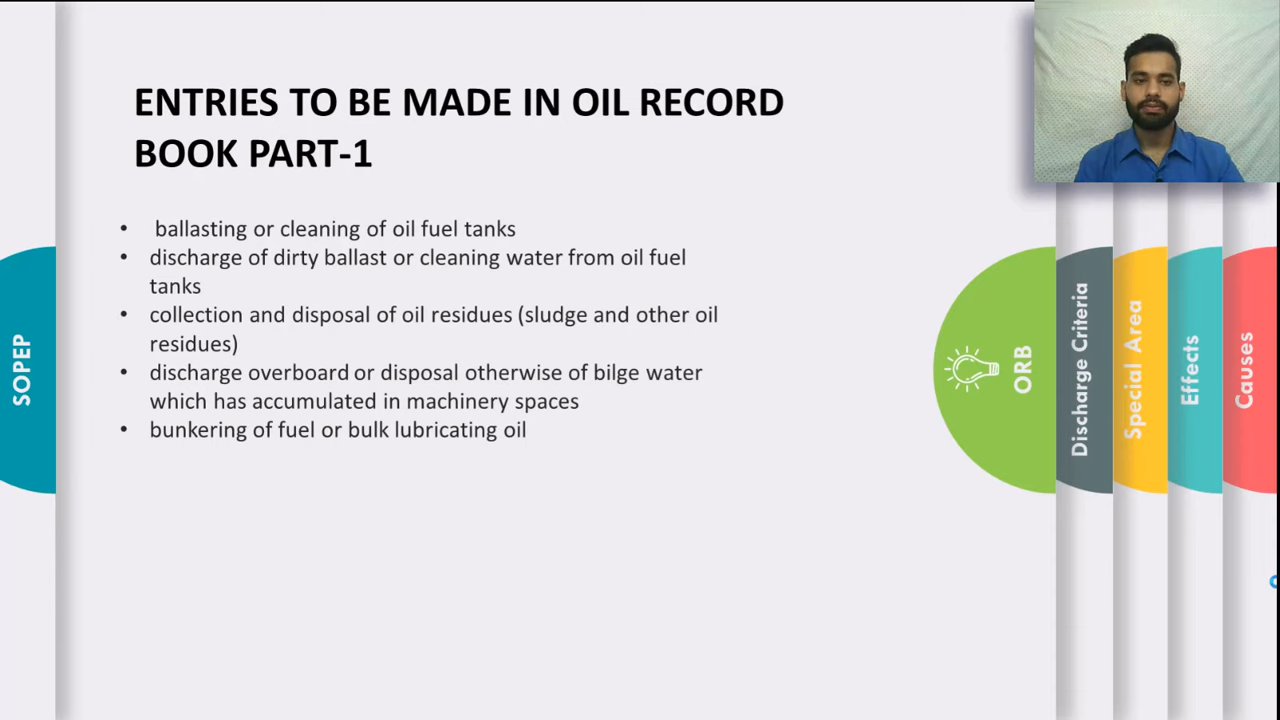 ENTRIES TO BE MADE IN OIL RECORD
BOOK PART-1
• ballasting or cleaning of oil fuel tanks
• discharge of dirty ballast or cleaning water from oil fuel
tanks
• collection and disposal of oil residues (sludge and other oil
residues)
• discharge overboard or disposal otherwise of bilge water
which has accumulated in machinery spaces
• bunkering of fuel or bulk lubricating oil
SOPEP
ORB
Discharge Criteria
Special Area
Effects
Causes